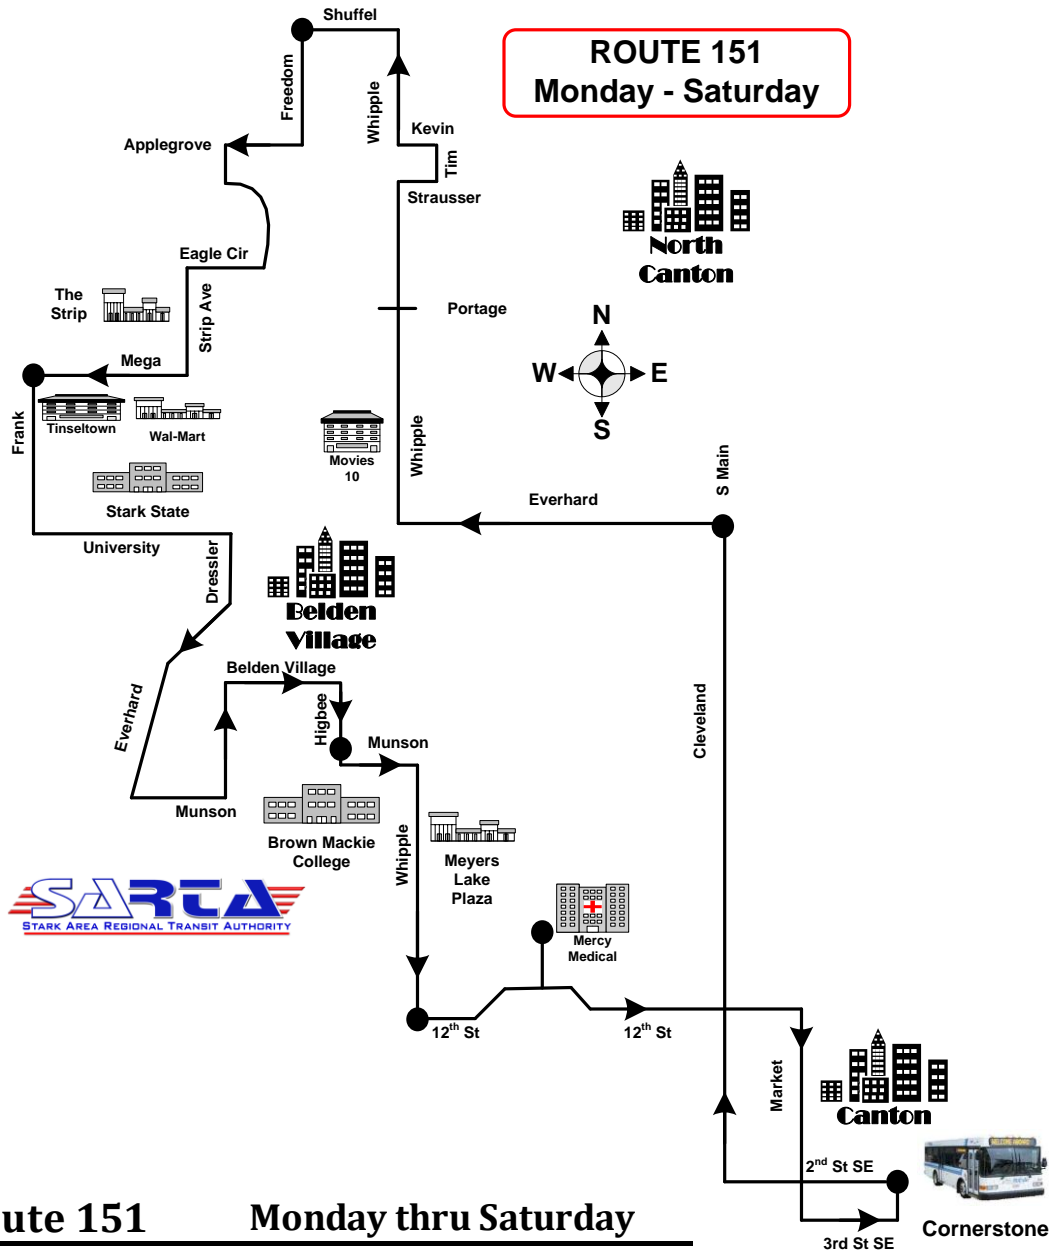 Shuffel
ROUTE 151
Monday - Saturday
Freedom
Whipple
Applegrove
Kevin
Tim
Strausser
North
Canton
Eagle Cir
The
Strip
Strip Ave
Portage
N
W
E
S
Mega
Frank
Tinseltown
Wal-Mart
Movies
10
Whipple
S Main
Stark State
Everhard
University
Dressler
Belden
Village
Belden Village
Everhard
Higbee
Munson
Cleveland
Munson
Brown Mackie
College
Whipple
Meyers
Lake
Plaza
SARTA
STARK AREA REGIONAL TRANSIT AUTHORITY
Mercy
Medical
12th St
12th St
Market
Canton
WELCOME ABOARD
2nd St SE
Cornerstone
3rd St SE
ute 151
Monday thru Saturday